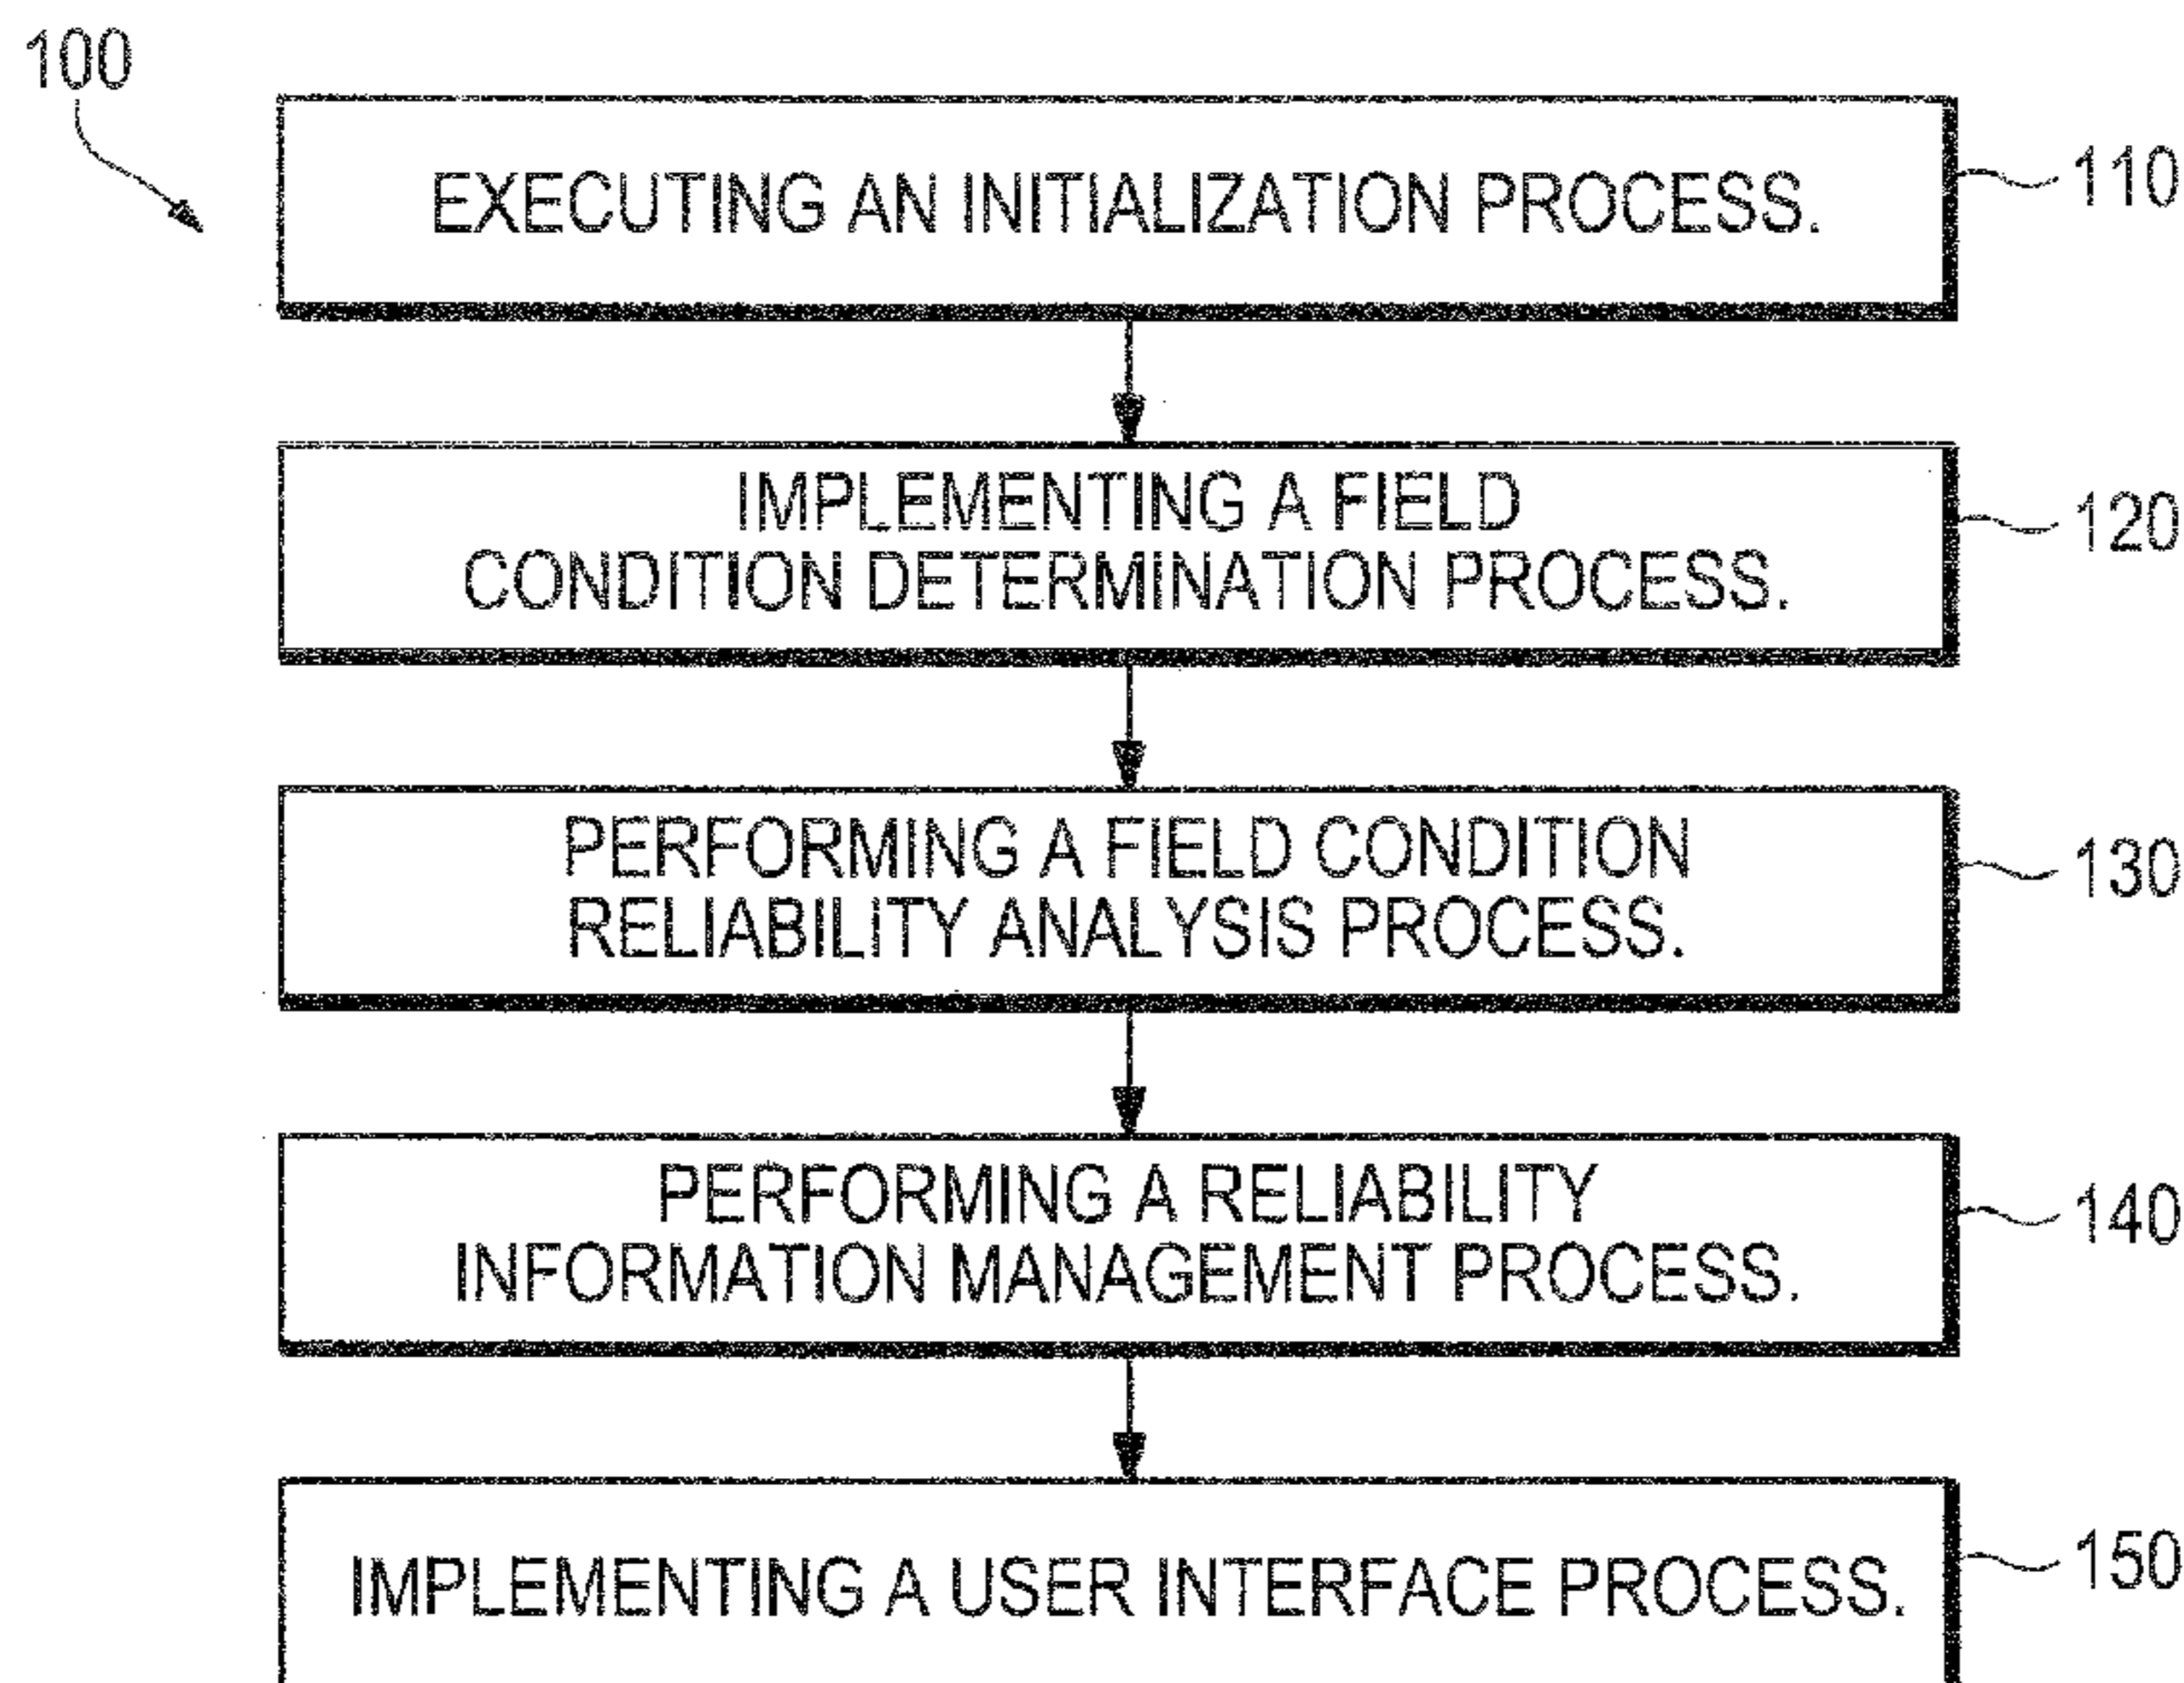 100
EXECUTING AN INITIALIZATION PROCESS.
110
IMPLEMENTING A FIELD
CONDITION DETERMINATION PROCESS.
120
PERFORMING A FIELD CONDITION
RELIABILITY ANALYSIS PROCESS.
130
PERFORMING A RELIABILITY
INFORMATION MANAGEMENT PROCESS.
140
IMPLEMENTING A USER INTERFACE PROCESS.
150